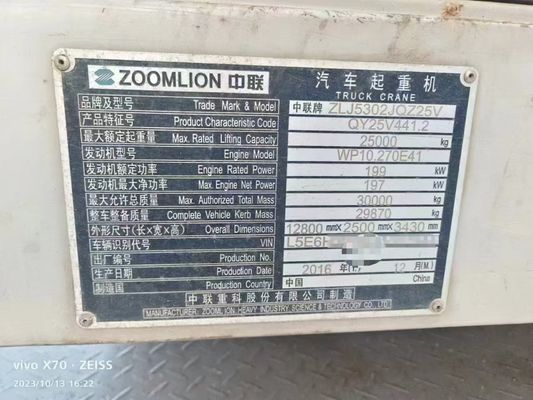 ZOOMLION 中联
汽车起重机
TRUCK CRANE
品牌及型号 Trade Mark & Model 中联牌 ZLJ5302JQZ25V
产品特征号 Product Characteristic Code QY25V441.2
最大额定起重量 Max. Rated Lifting Capacity 25000 kg
发动机型号 Engine Model WP10.270E41
发动机额定功率 Engine Rated Power 199 kW
发动机最大净功率 Max. Engine Net Power 197 kW
最大允许总质量 Max. Authorized Total Mass 30000 kg
整车整备质量 Complete Vehicle Kerb Mass 29870 kg
外形尺寸(长×宽×高) Overall Dimensions 12800 mm×2500 mm×3430 mm
车辆识别代号 VIN L5E6H
出厂编号 Production No.
生产日期 Production Date 2016 年(Y.) 12 月(M.)
制造国 Production Country 中国 China
中联重科股份有限公司制造
MANUFACTURER: ZOOMLION HEAVY INDUSTRY SCIENCE & TECHNOLOGY CO., LTD
vivo X70 · ZEISS
2023/10/13 16:22